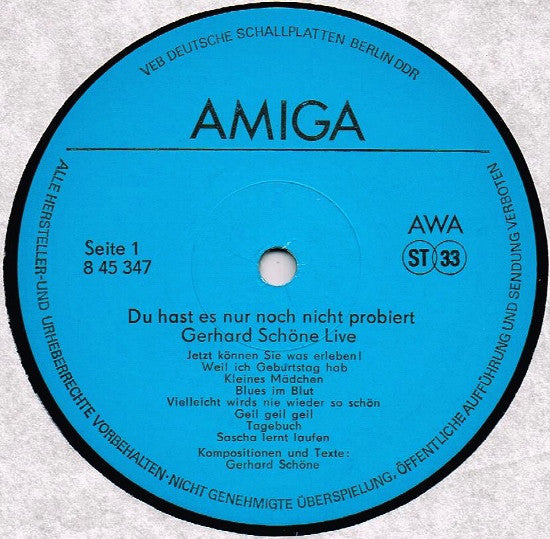 VEB DEUTSCHE SCHALLPLATTEN BERLIN DDR
AMIGA
Seite 1
8 45 347
AWA
ST 33
Du hast es nur noch nicht probiert
Gerhard Schöne Live
Jetzt können Sie was erleben!
Weil ich Geburtstag hab
Kleines Mädchen
Blues im Blut
Vielleicht wirds nie wieder so schön
Geil geil geil
Tagebuch
Sascha lernt laufen
Kompositionen und Texte:
Gerhard Schöne
ALLE HERSTELLER-UND URHEBERRECHTE VORBEHALTEN-NICHT GENEHMIGTE ÜBERSPIELUNG, ÖFFENTLICHE AUFFÜHRUNG UND SENDUNG VERBOTEN